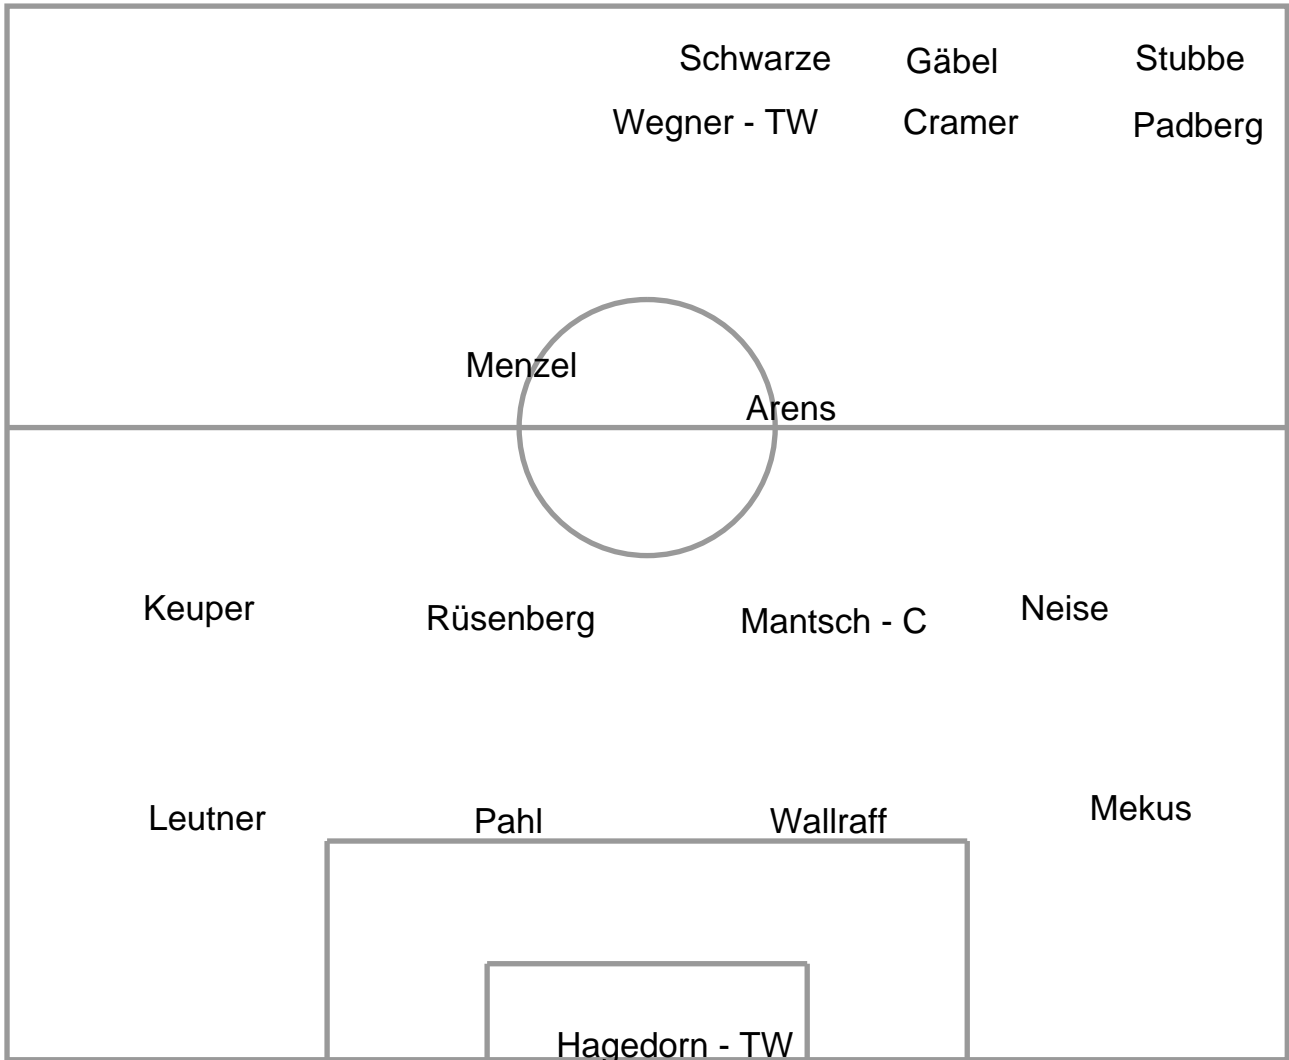 Schwarze Gäbel Stubbe
Wegner - TW Cramer Padberg
Menzel
Arens
Keuper Rüsenberg Mantsch - C Neise
Leutner Pahl Wallraff Mekus
Hagedorn - TW